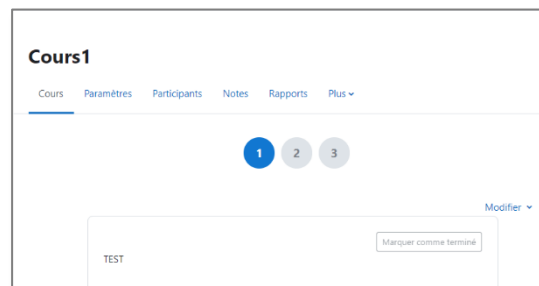 Cours1
Cours Paramètres Participants Notes Rapports Plus
1 2 3
Modifier
Marquer comme terminé
TEST